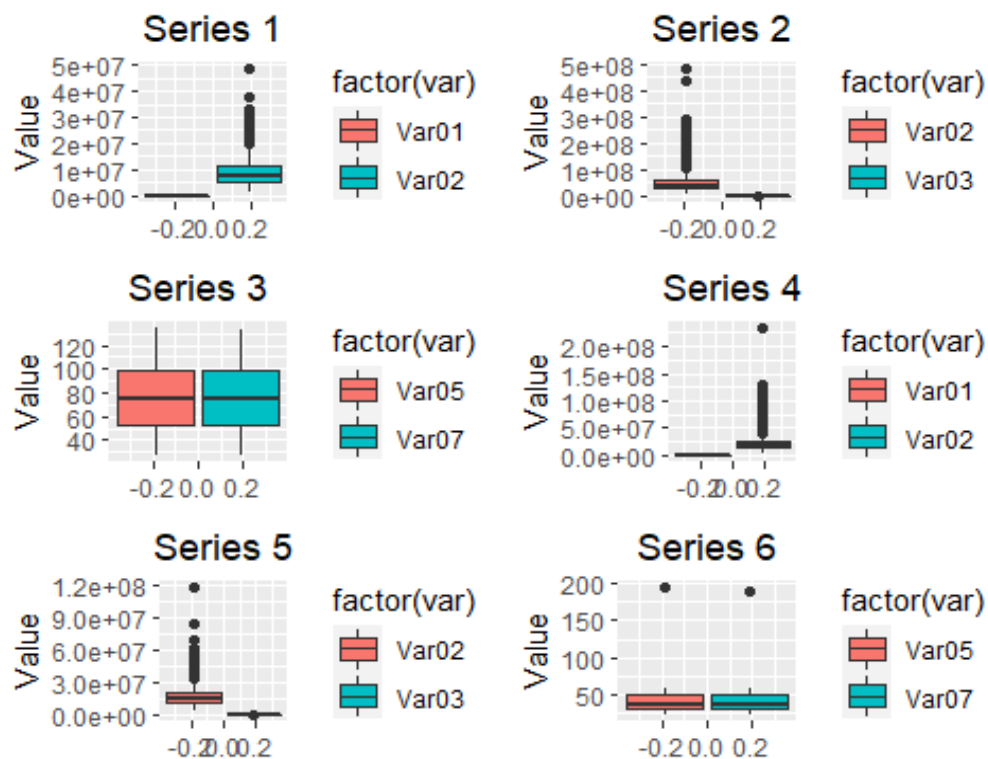 Series 1
Value
5e+07
4e+07
3e+07
2e+07
1e+07
0e+00
-0.2 0.0 0.2
factor(var)
Var01
Var02
Series 2
Value
5e+08
4e+08
3e+08
2e+08
1e+08
0e+00
-0.2 0.0 0.2
factor(var)
Var02
Var03
Series 3
Value
120
100
80
60
40
-0.2 0.0 0.2
factor(var)
Var05
Var07
Series 4
Value
2.0e+08
1.5e+08
1.0e+08
5.0e+07
0.0e+00
-0.2 0.0 0.2
factor(var)
Var01
Var02
Series 5
Value
1.2e+08
9.0e+07
6.0e+07
3.0e+07
0.0e+00
-0.2 0.0 0.2
factor(var)
Var02
Var03
Series 6
Value
200
150
100
50
-0.2 0.0 0.2
factor(var)
Var05
Var07